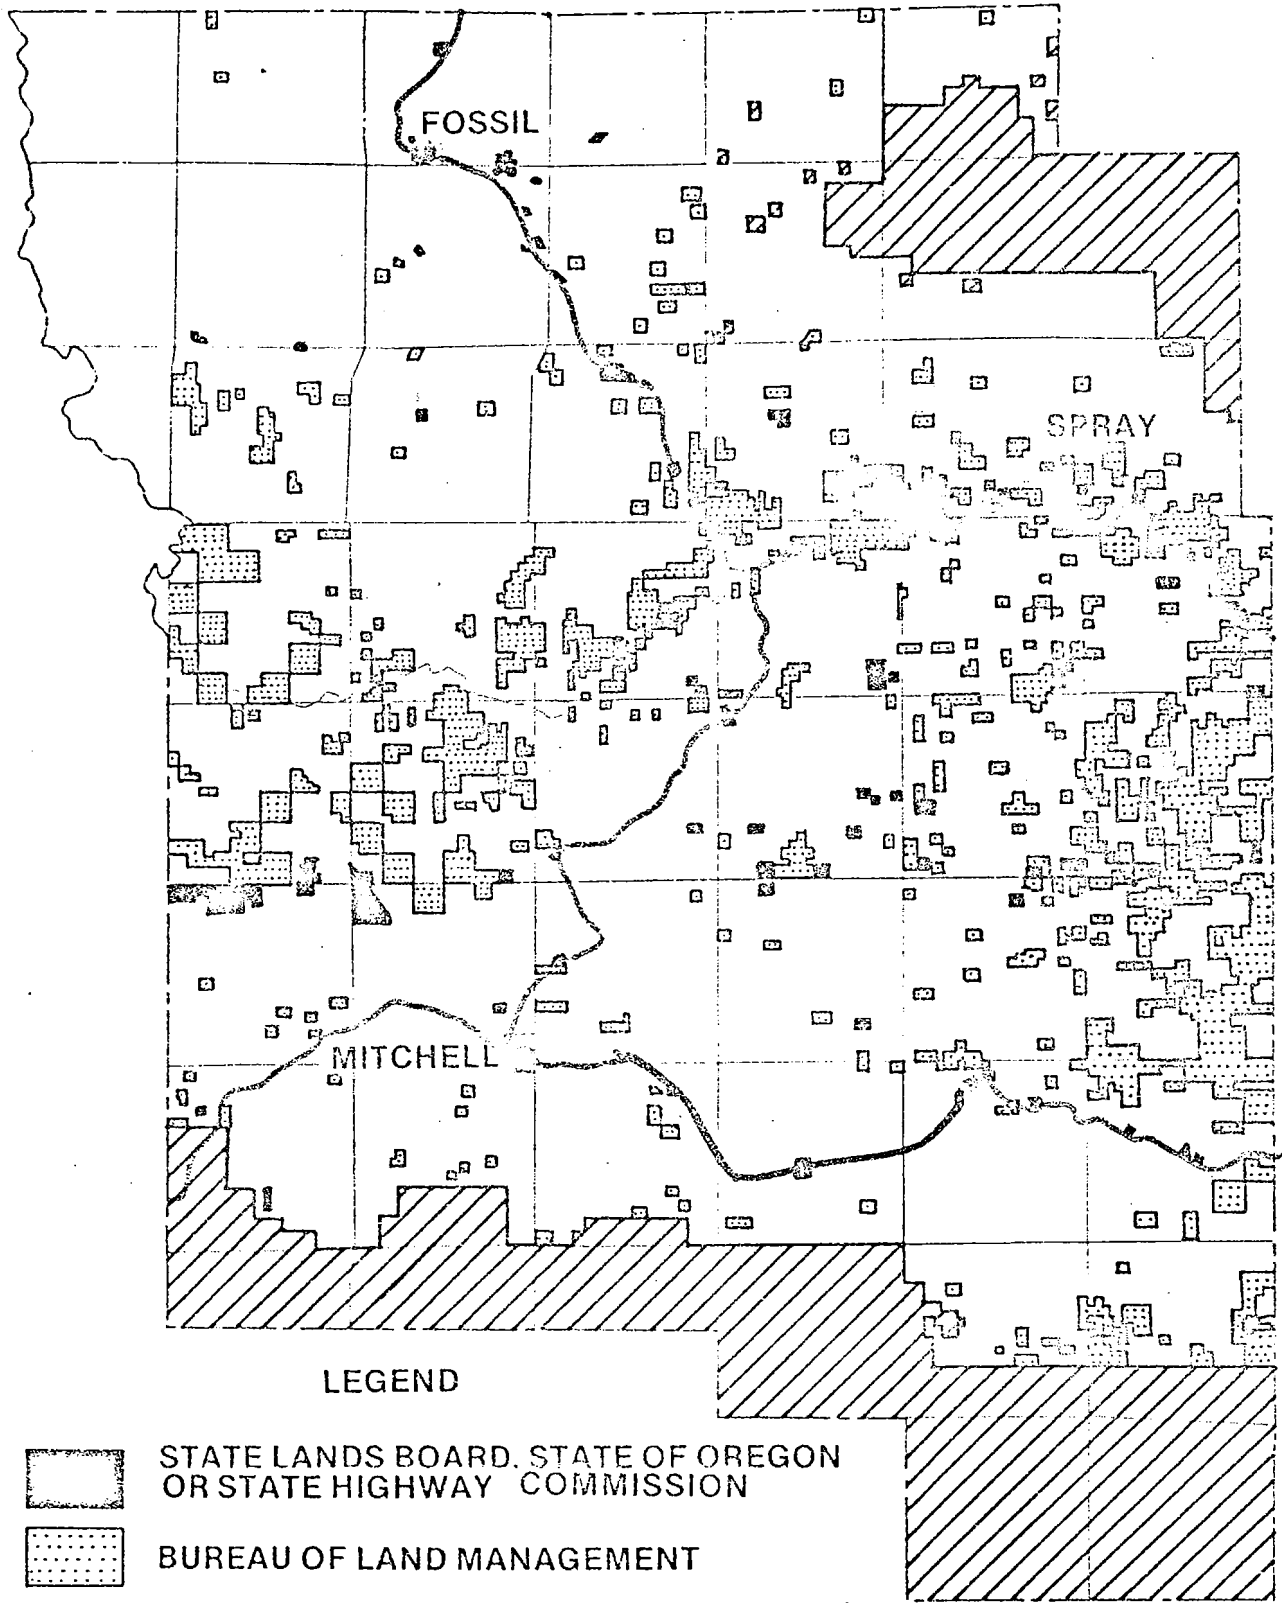 FOSSIL
SPRAY
MITCHELL
LEGEND
STATE LANDS BOARD. STATE OF OREGON
OR STATE HIGHWAY COMMISSION
BUREAU OF LAND MANAGEMENT